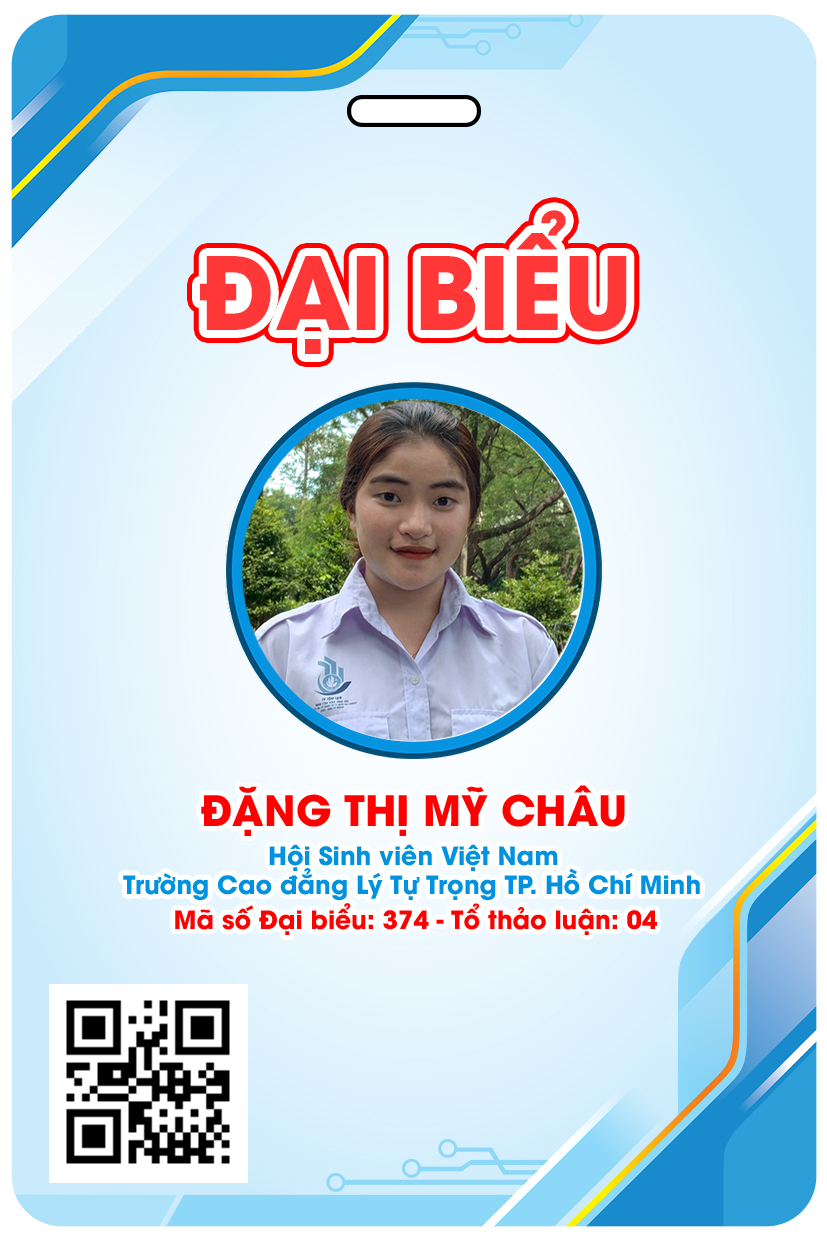 ĐẠI BIỂU
ĐẶNG THỊ MỸ CHÂU
Hội Sinh viên Việt Nam
Trường Cao đẳng Lý Tự Trọng TP. Hồ Chí Minh
Mã số Đại biểu: 374 - Tổ thảo luận: 04